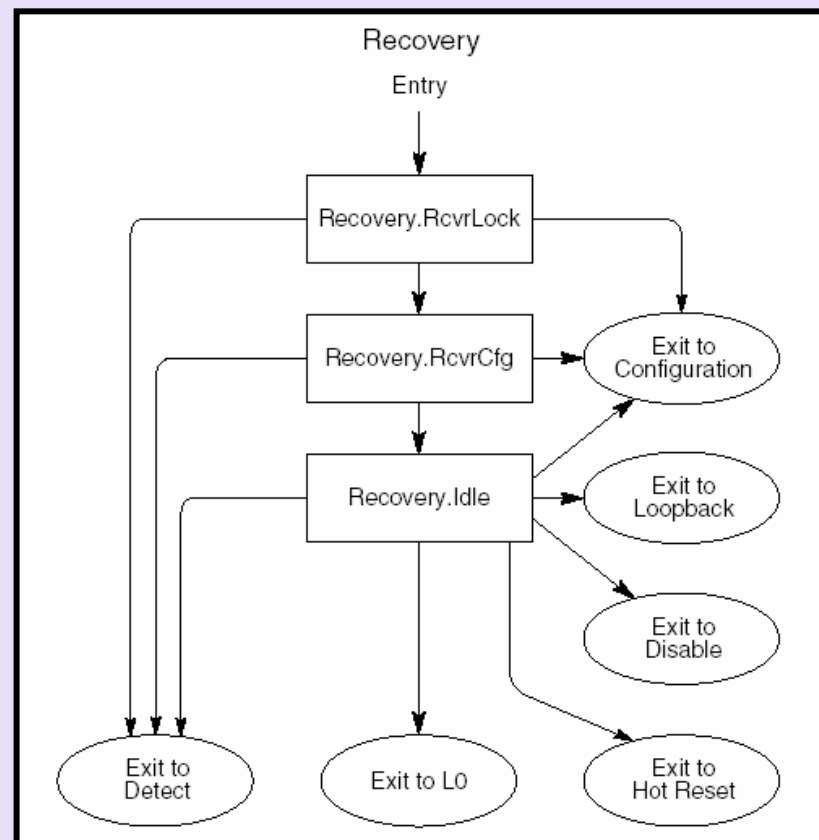 Recovery
Entry
Recovery.RcvrLock
Recovery.RcvrCfg
Exit to
Configuration
Recovery.Idle
Exit to
Loopback
Exit to
Disable
Exit to
Detect
Exit to L0
Exit to
Hot Reset